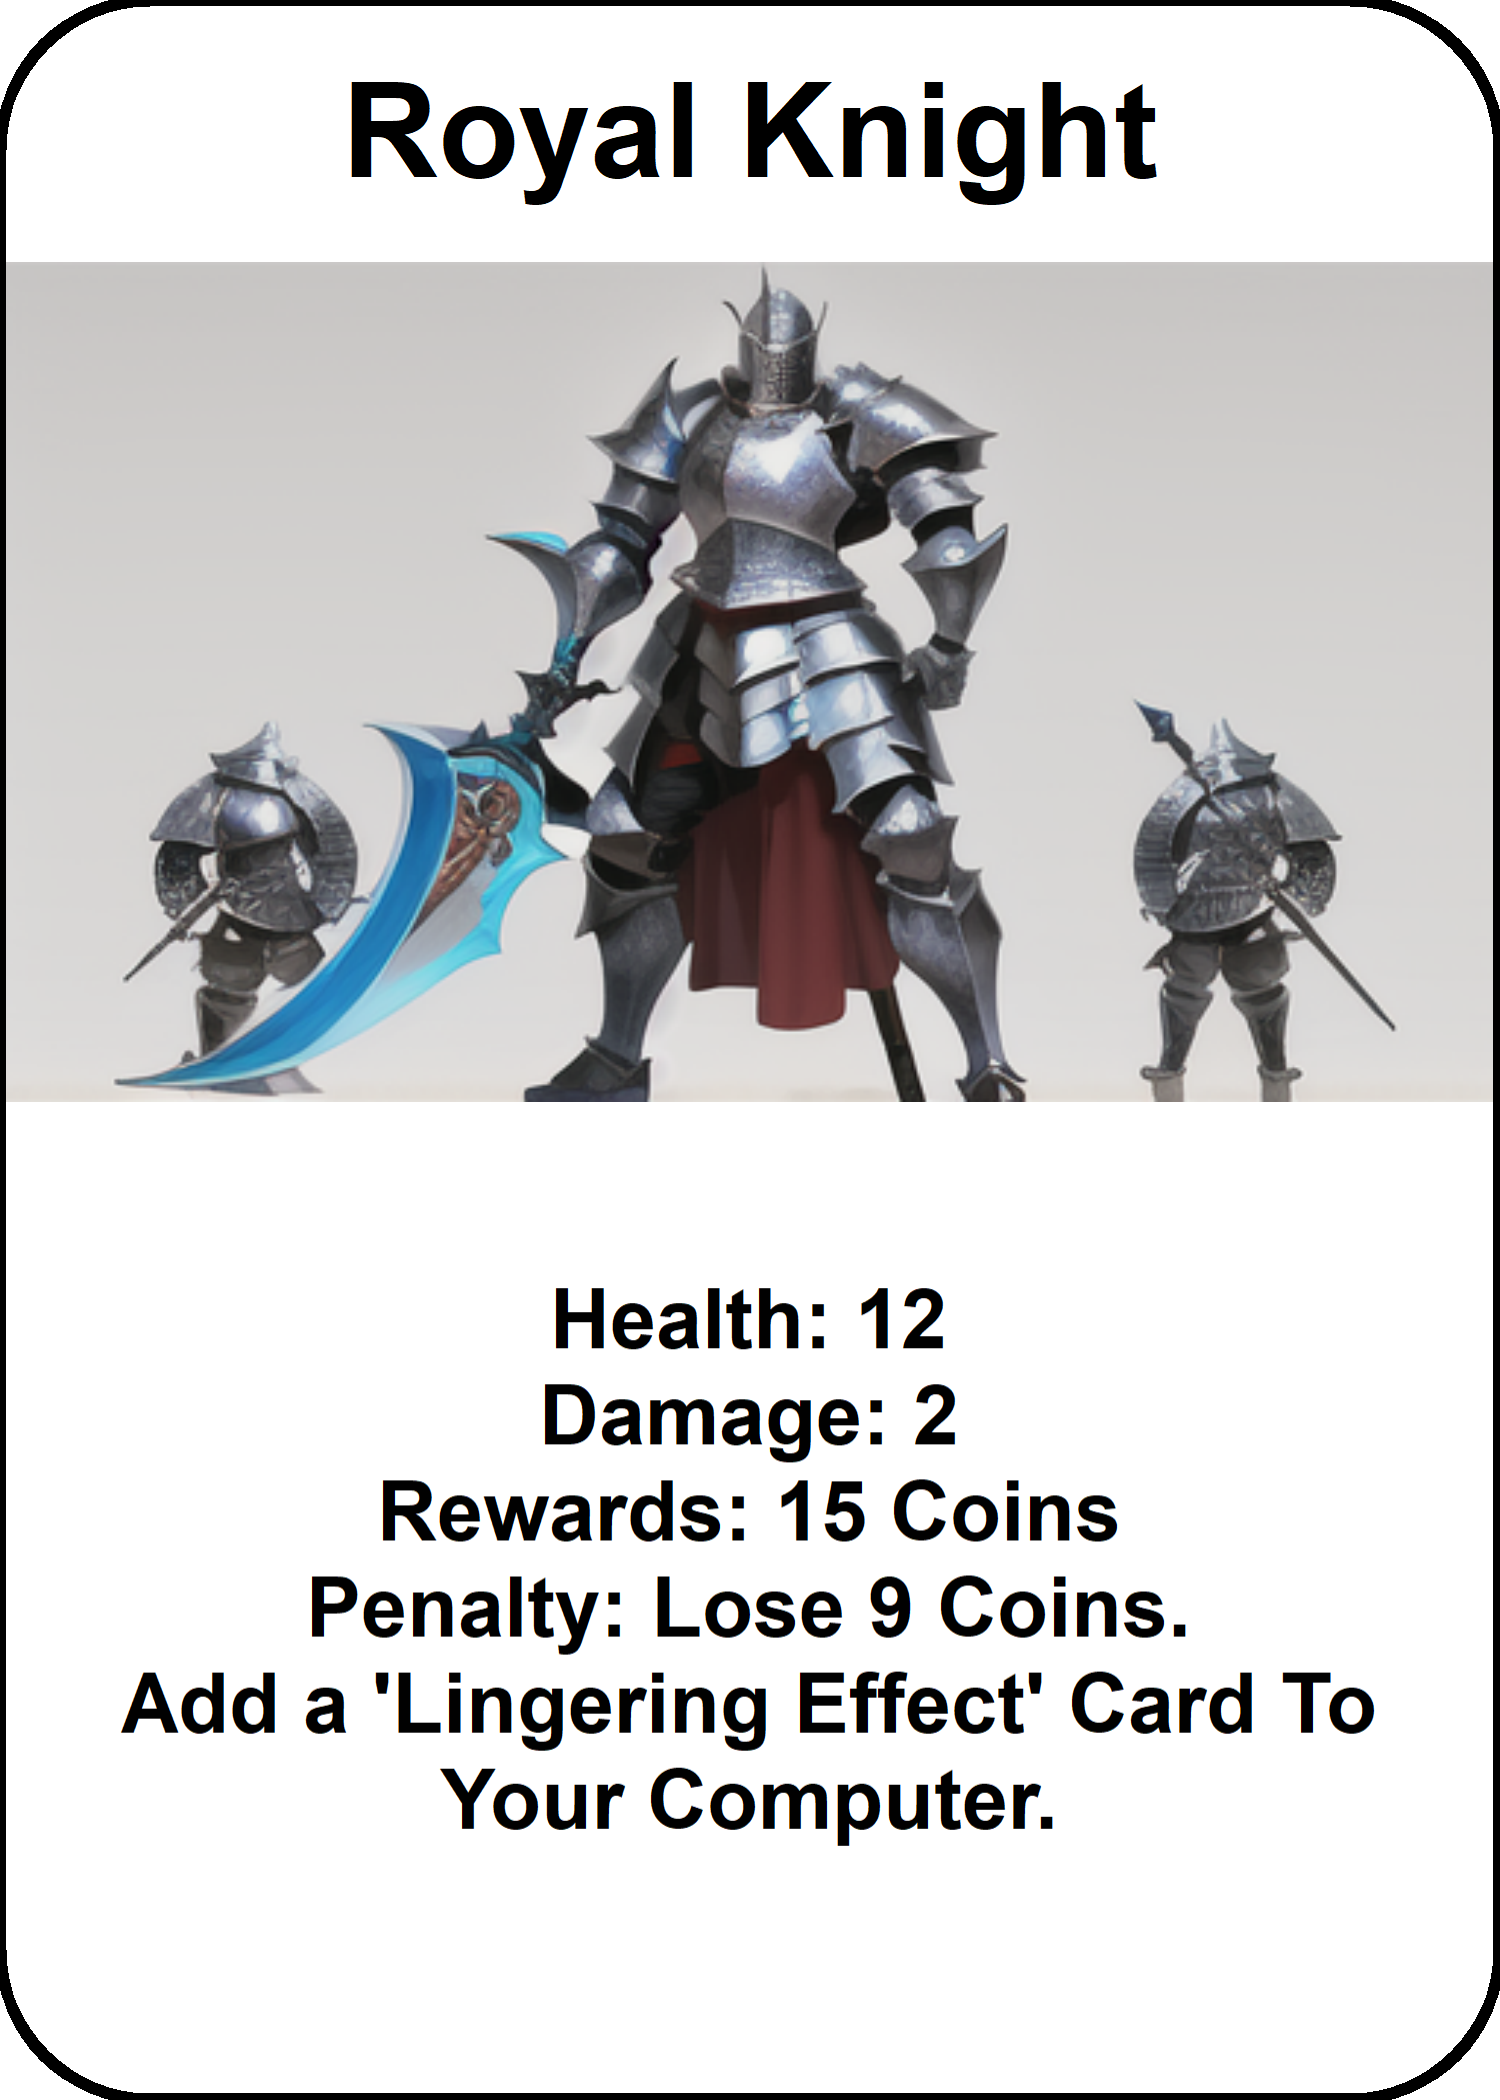 Royal Knight
Health: 12
Damage: 2
Rewards: 15 Coins
Penalty: Lose 9 Coins.
Add a 'Lingering Effect' Card To
Your Computer.